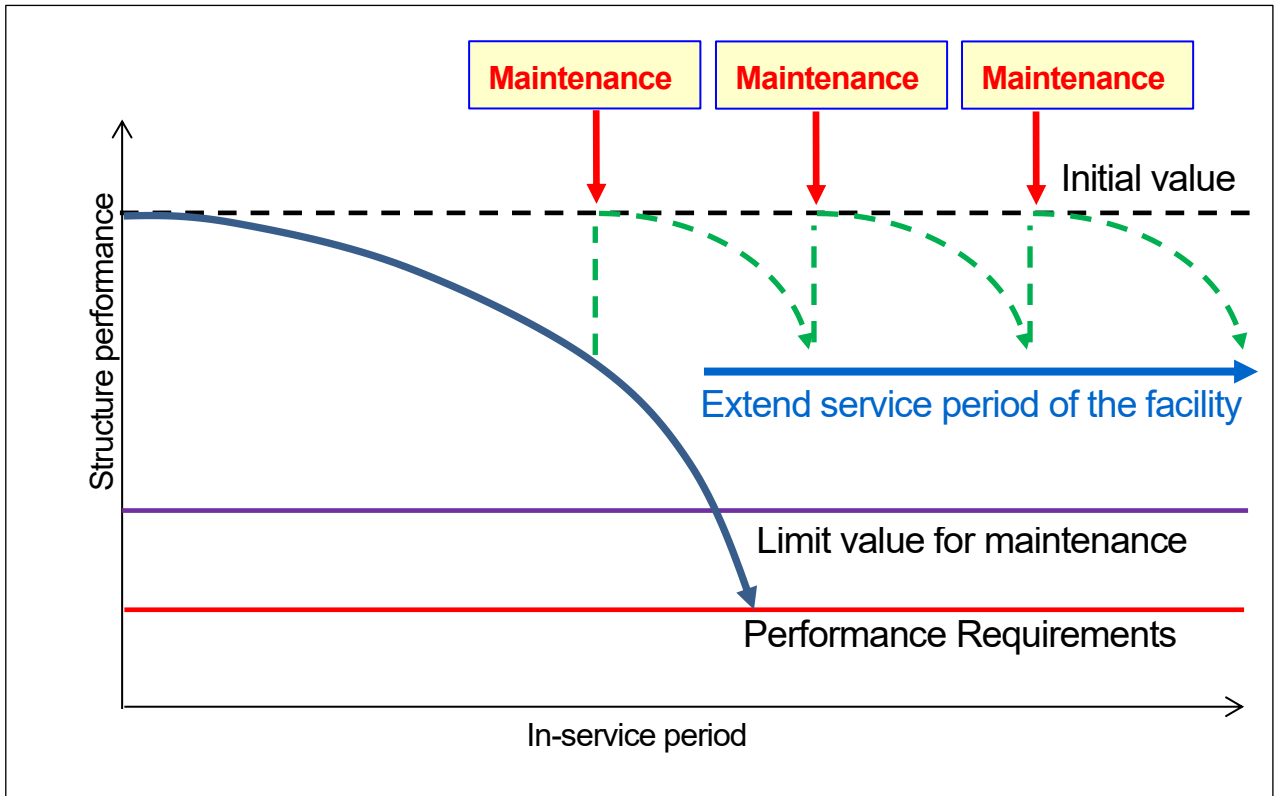 Maintenance
Maintenance
Maintenance
Initial value
Structure performance
Extend service period of the facility
Limit value for maintenance
Performance Requirements
In-service period